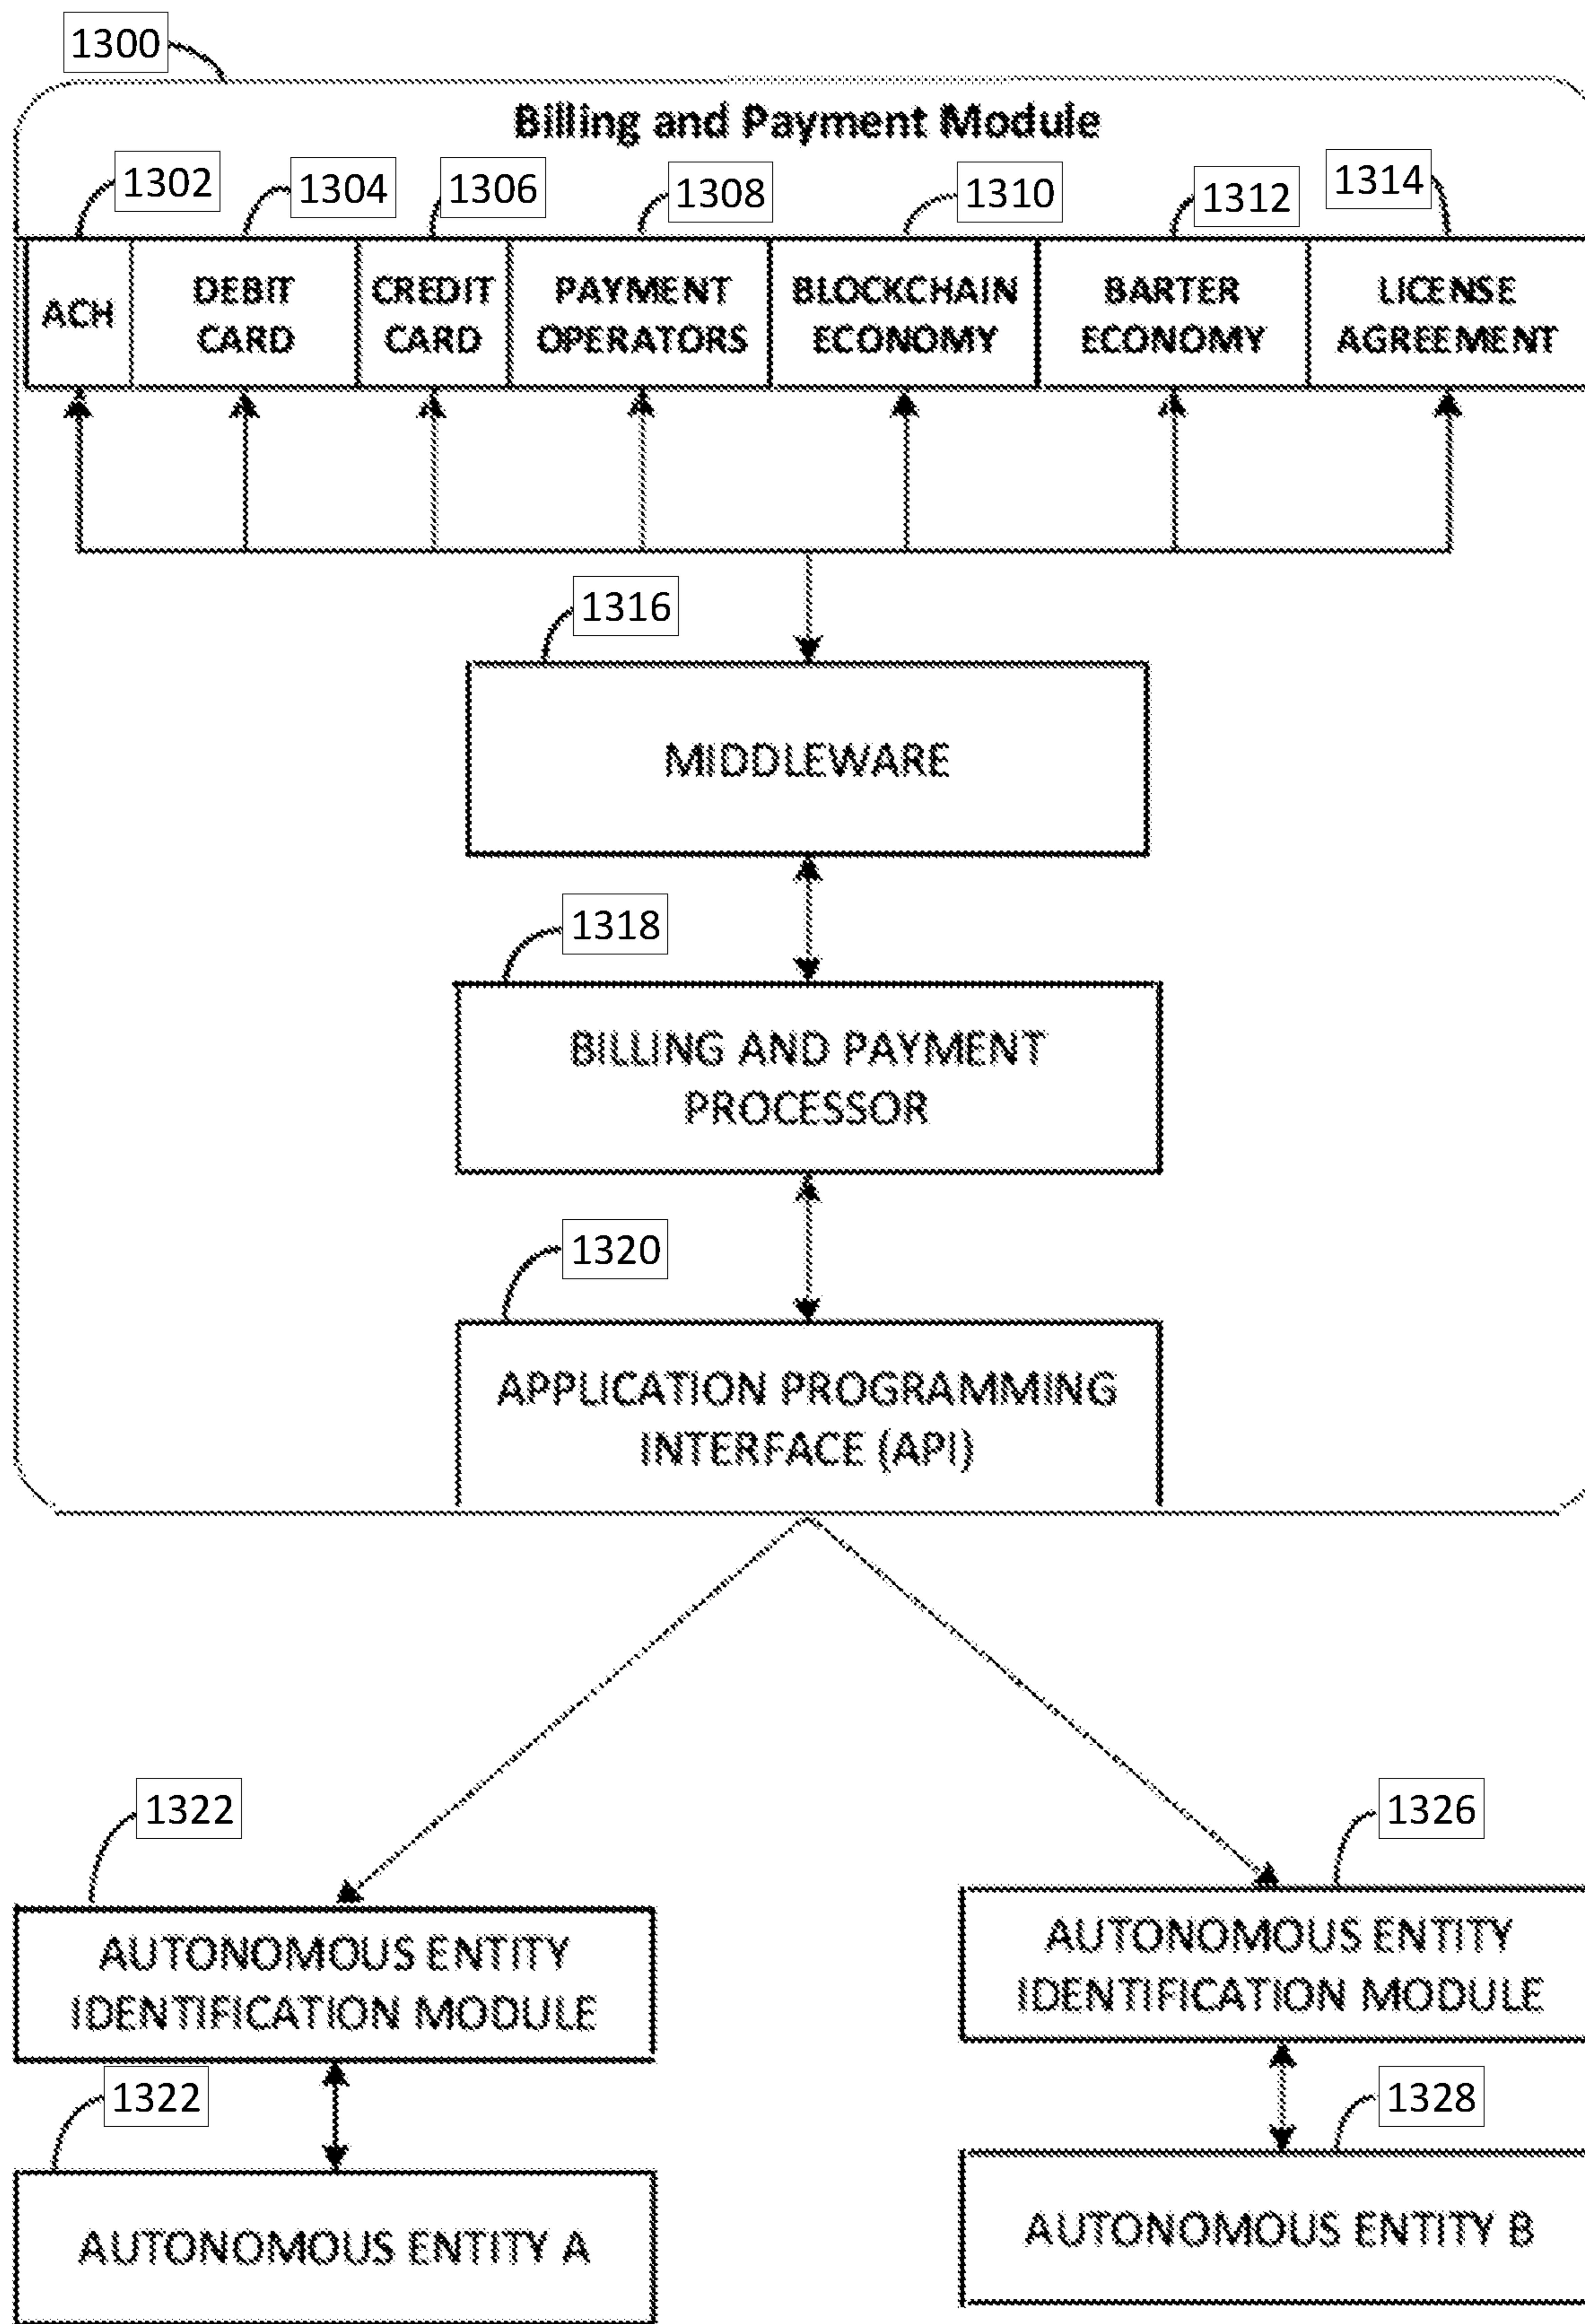 1300
Billing and Payment Module
1302
1304
1306
1308
1310
1312
1314
ACH
DEBIT
CARD
CREDIT
CARD
PAYMENT
OPERATORS
BLOCKCHAIN
ECONOMY
BARTER
ECONOMY
LICENSE
AGREEMENT
1316
MIDDLEWARE
1318
BILLING AND PAYMENT
PROCESSOR
1320
APPLICATION PROGRAMMING
INTERFACE (API)
1322
AUTONOMOUS ENTITY
IDENTIFICATION MODULE
1322
AUTONOMOUS ENTITY A
1326
AUTONOMOUS ENTITY
IDENTIFICATION MODULE
1328
AUTONOMOUS ENTITY B